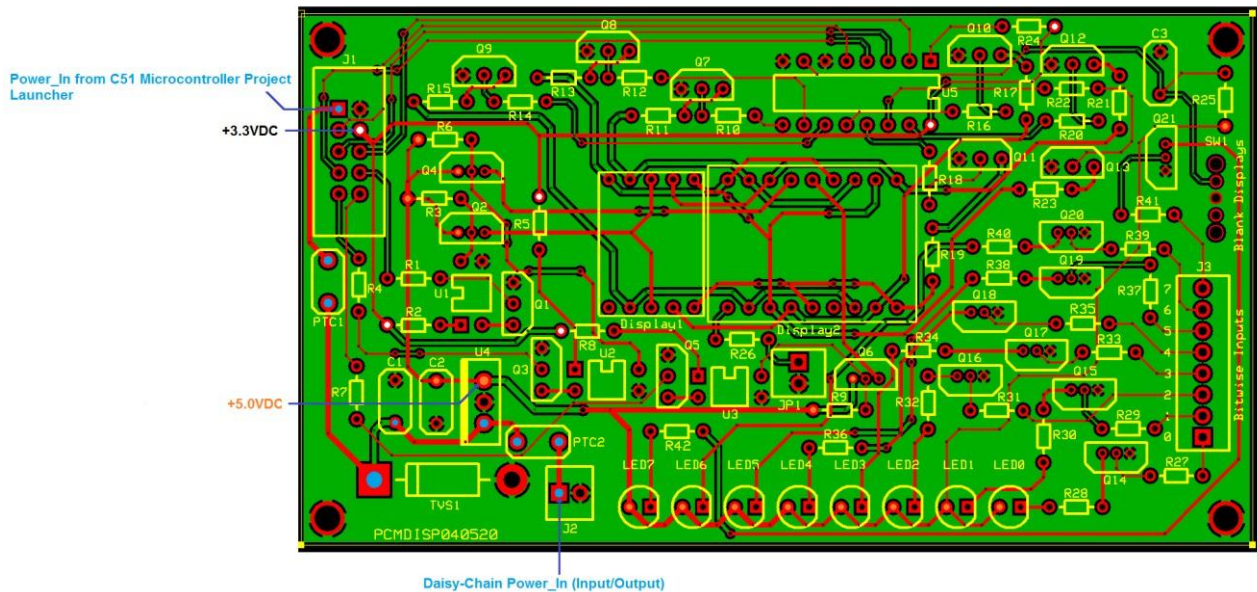 Power_In from C51 Microcontroller Project
Launcher
+3.3VDC
+5.0VDC
Daisy-Chain Power_In (Input/Output)
J1
Q9
Q8
Q7
Q10
R24
Q12
C3
R15
R14
R13
R12
R11
R10
U5
R17
R22
R21
R16
R20
R25
Q21
SW1
R6
Q4
R3
Q2
R5
R18
Q11
Q13
R23
R41
Blank Displays
R4
R1
U1
Q1
R2
PTC1
Display1
Display2
R19
R40
Q20
R39
R38
Q19
R37
J3
7
6
5
4
3
2
1
0
Bitwise Inputs
Q18
R35
R8
U2
Q5
R26
R34
Q17
R33
Q3
U4
C1
C2
R7
U3
JP1
Q6
R9
Q16
Q15
R32
R31
R29
R30
PTC2
R42
R36
Q14
R27
TVS1
J2
LED7
LED6
LED5
LED4
LED3
LED2
LED1
LED0
R28
PCMDISP040520